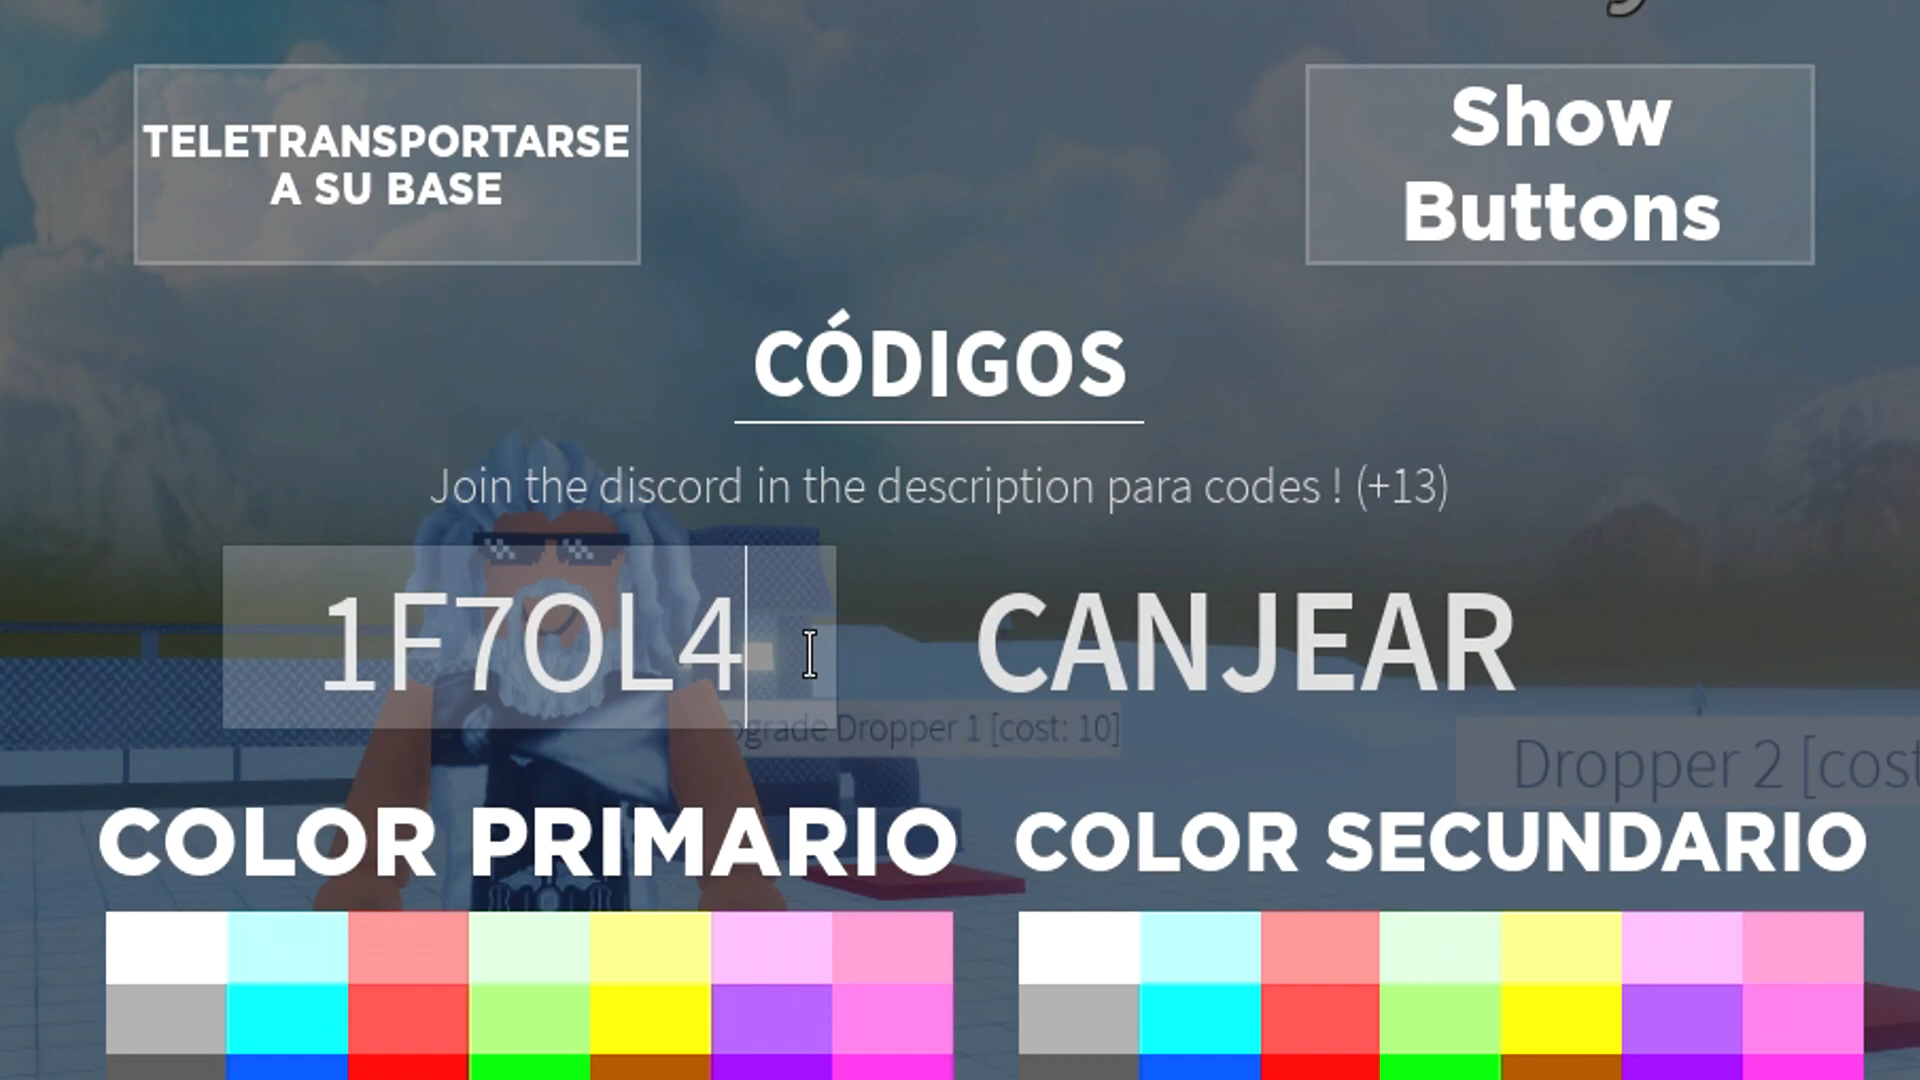 TELETRANSPORTARSE
A SU BASE
Show
Buttons
CÓDIGOS
Join the discord in the description para codes ! (+13)
1F7OL4
CANJEAR
Dropper 1 [cost: 10]
Dropper 2 [cost
COLOR PRIMARIO
COLOR SECUNDARIO